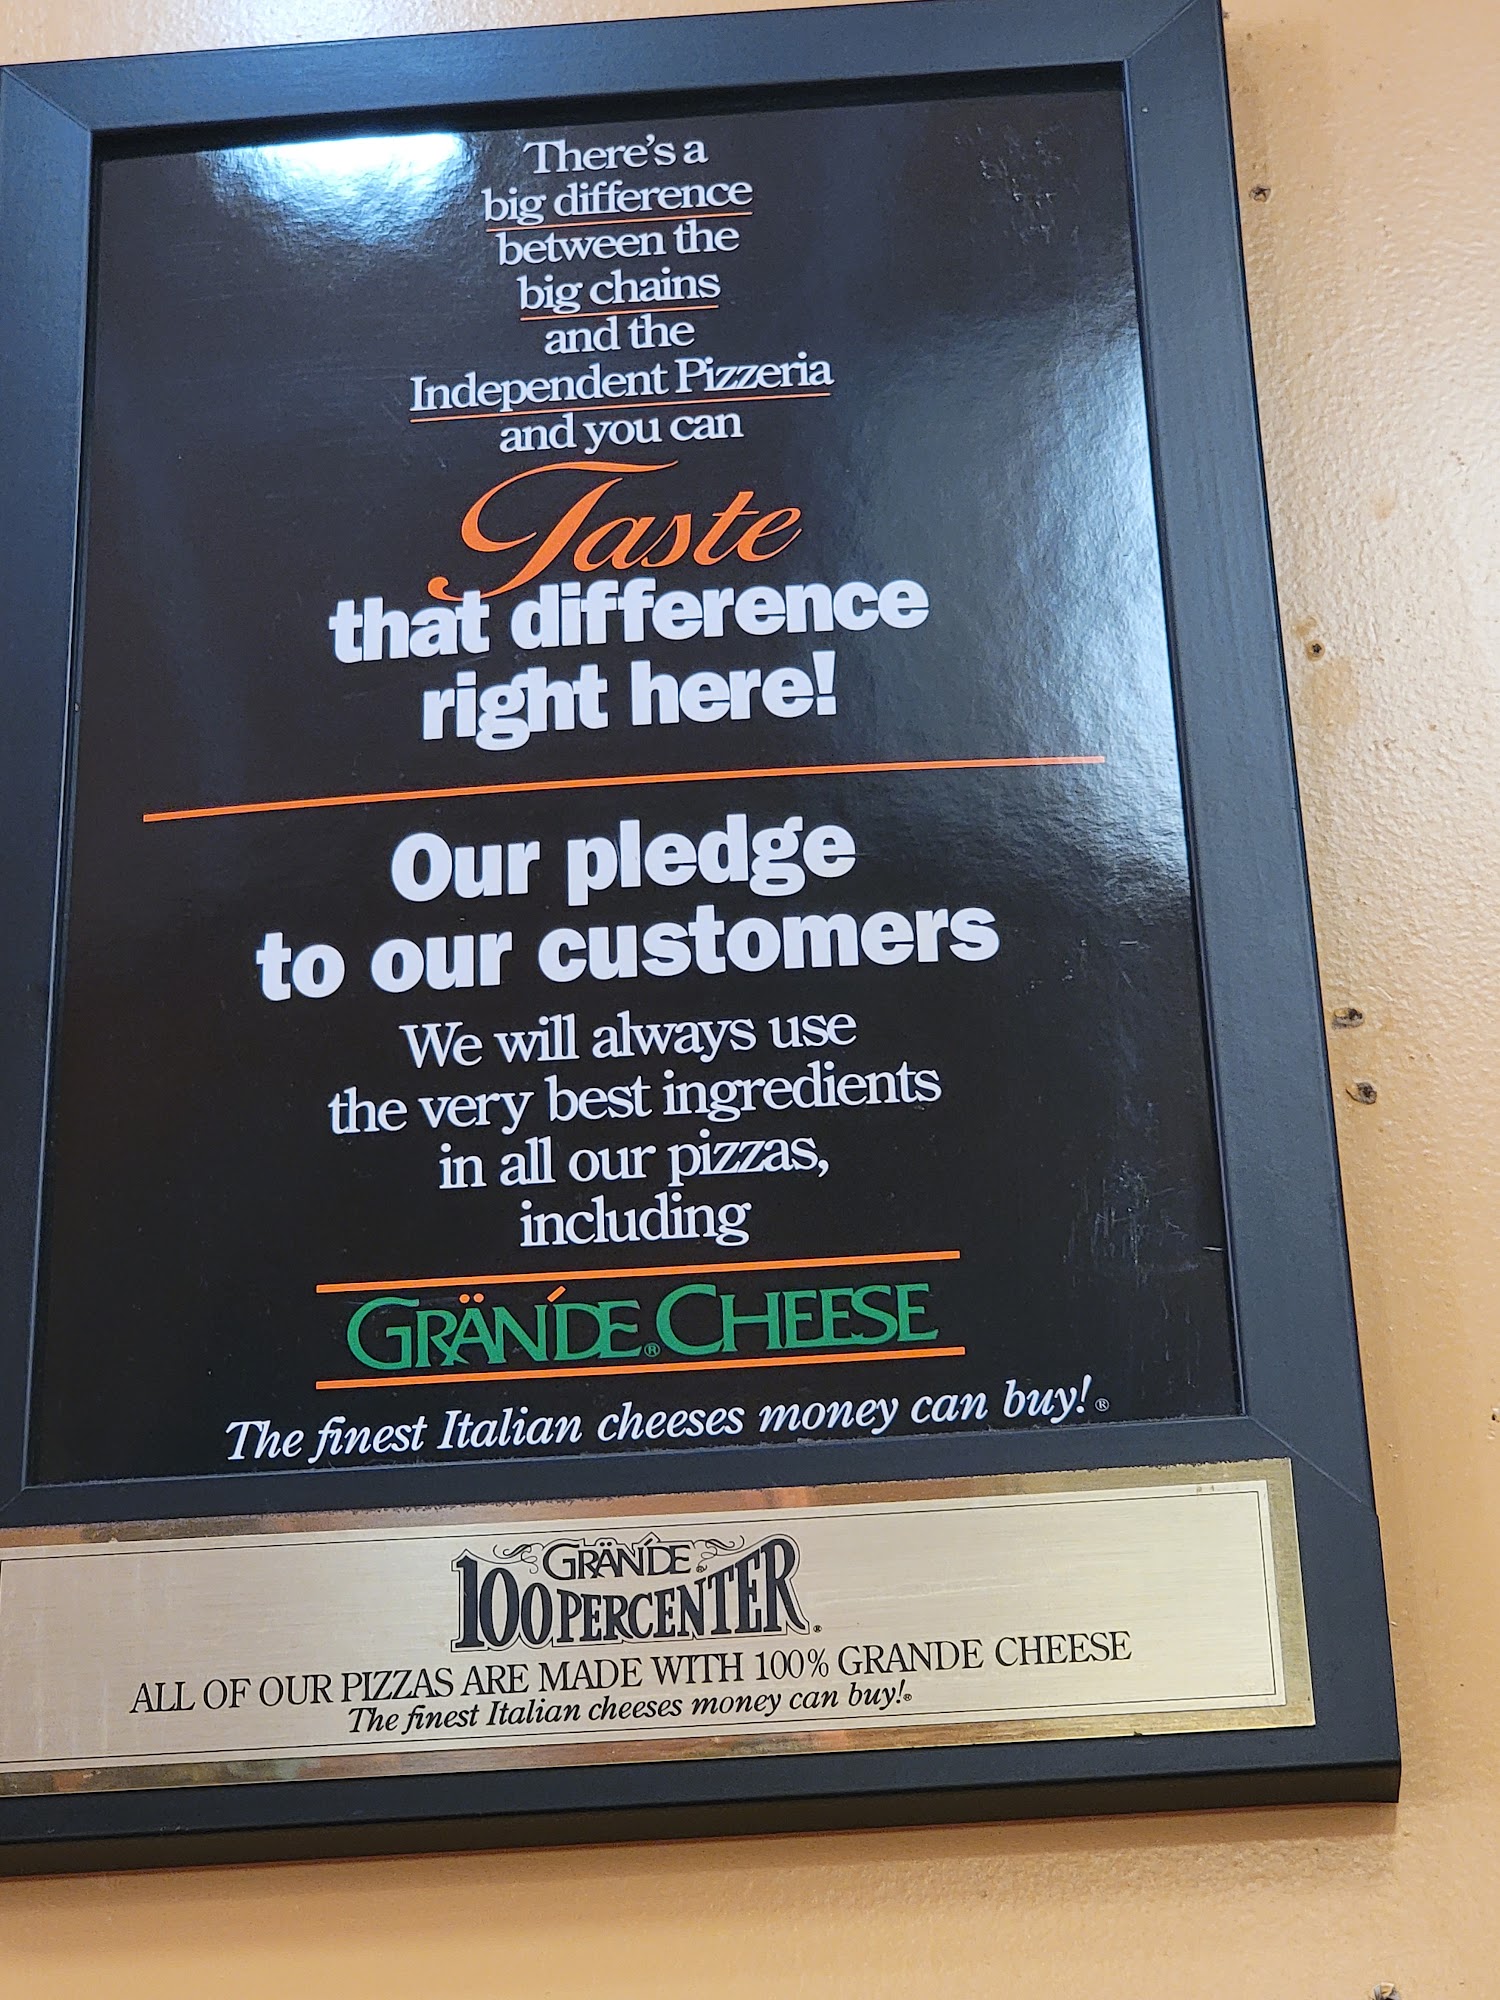 There's a
big difference
between the
big chains
and the
Independent Pizzeria
and you can
Taste
that difference
right here!
Our pledge
to our customers
We will always use
the very best ingredients
in all our pizzas,
including
GRÄNDE® CHEESE
The finest Italian cheeses money can buy!®
GRÄNDE®
100 PERCENTER®
ALL OF OUR PIZZAS ARE MADE WITH 100% GRANDE CHEESE
The finest Italian cheeses money can buy!®